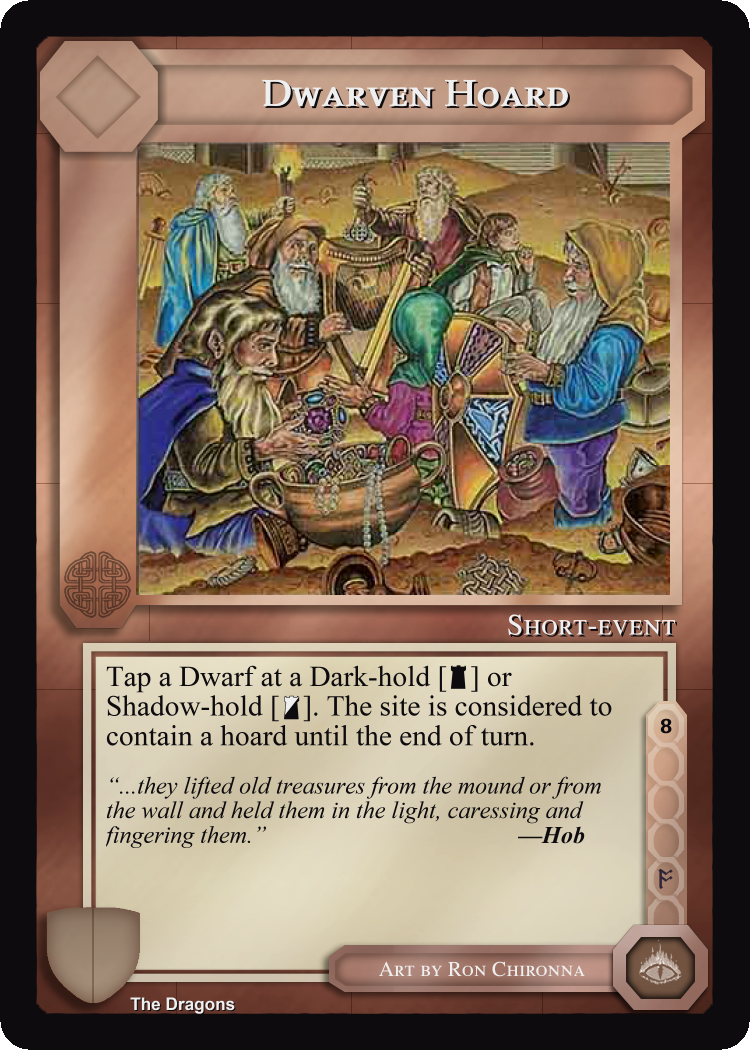 Dwarven Hoard
Short-event
Tap a Dwarf at a Dark-hold [ ] or
Shadow-hold [ ]. The site is considered to
contain a hoard until the end of turn.
8
“...they lifted old treasures from the mound or from
the wall and held them in the light, caressing and
fingering them.” —Hob
Art by Ron Chironna
The Dragons